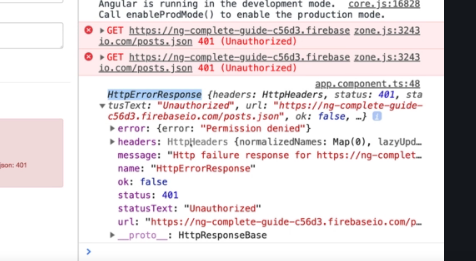 Angular is running in the development mode. core.js:16828
Call enableProdMode() to enable the production mode.
GET https://ng-complete-guide-c56d3.firebase zone.js:3243
io.com/posts.json 401 (Unauthorized)
GET https://ng-complete-guide-c56d3.firebase zone.js:3243
io.com/posts.json 401 (Unauthorized)
app.component.ts:48
HttpErrorResponse {headers: HttpHeaders, status: 401, sta
tusText: "Unauthorized", url: "https://ng-complete-guide-
c56d3.firebaseio.com/posts.json", ok: false, …}
error: {error: "Permission denied"}
headers: HttpHeaders {normalizedNames: Map(0), lazyUpd…
json: 401
message: "Http failure response for https://ng-complet…
name: "HttpErrorResponse"
ok: false
status: 401
statusText: "Unauthorized"
url: "https://ng-complete-guide-c56d3.firebaseio.com/p…
__proto__: HttpResponseBase